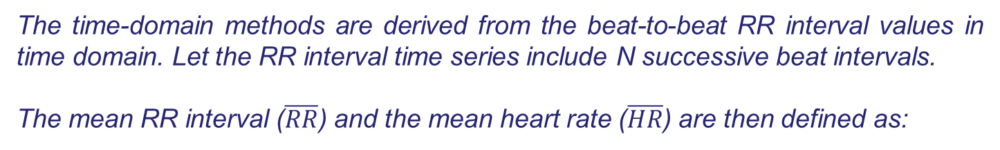 The time-domain methods are derived from the beat-to-beat RR interval values in
time domain. Let the RR interval time series include N successive beat intervals.
The mean RR interval (\overline{RR}) and the mean heart rate (\overline{HR}) are then defined as: